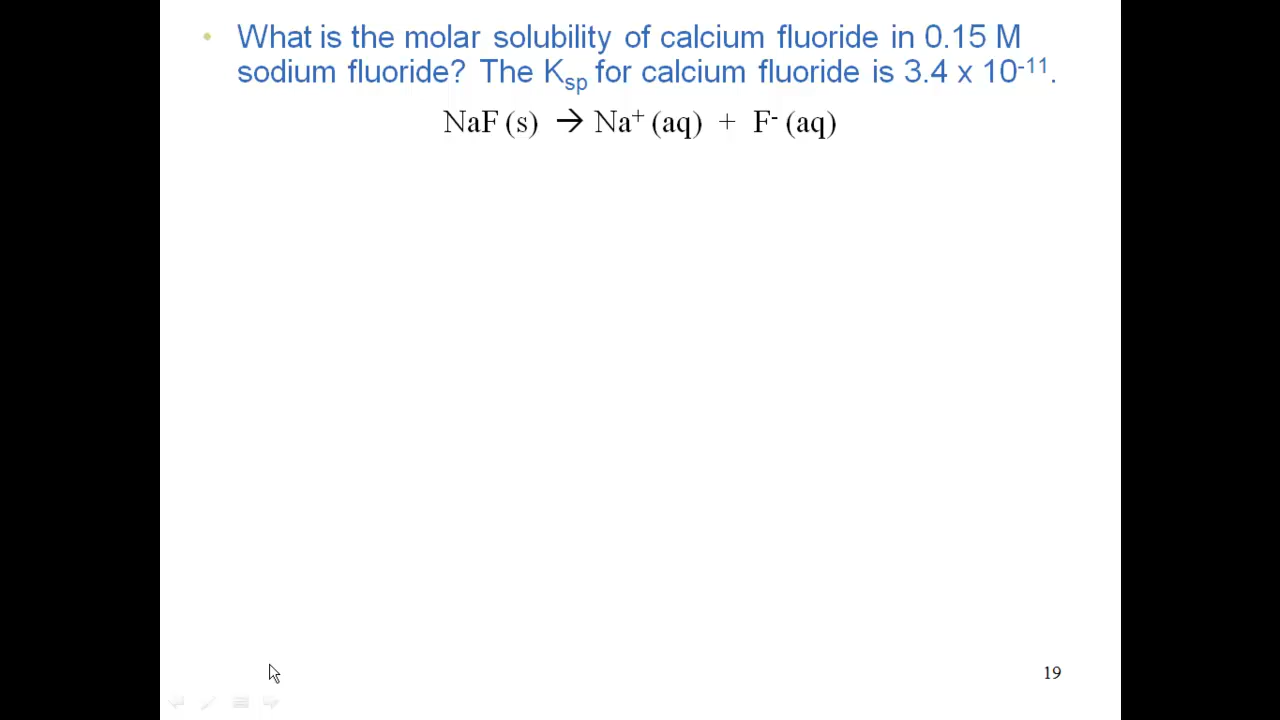 • What is the molar solubility of calcium fluoride in 0.15 M
sodium fluoride? The Ksp for calcium fluoride is 3.4 x 10⁻¹¹.
NaF (s) → Na⁺ (aq) + F⁻ (aq)
19